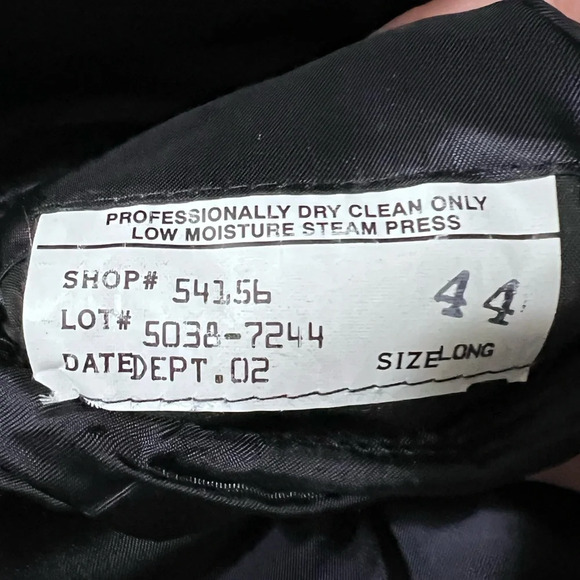 PROFESSIONALLY DRY CLEAN ONLY
LOW MOISTURE STEAM PRESS
SHOP# 54156
44
LOT# 5038-7244
DATEDEPT.02
SIZELONG